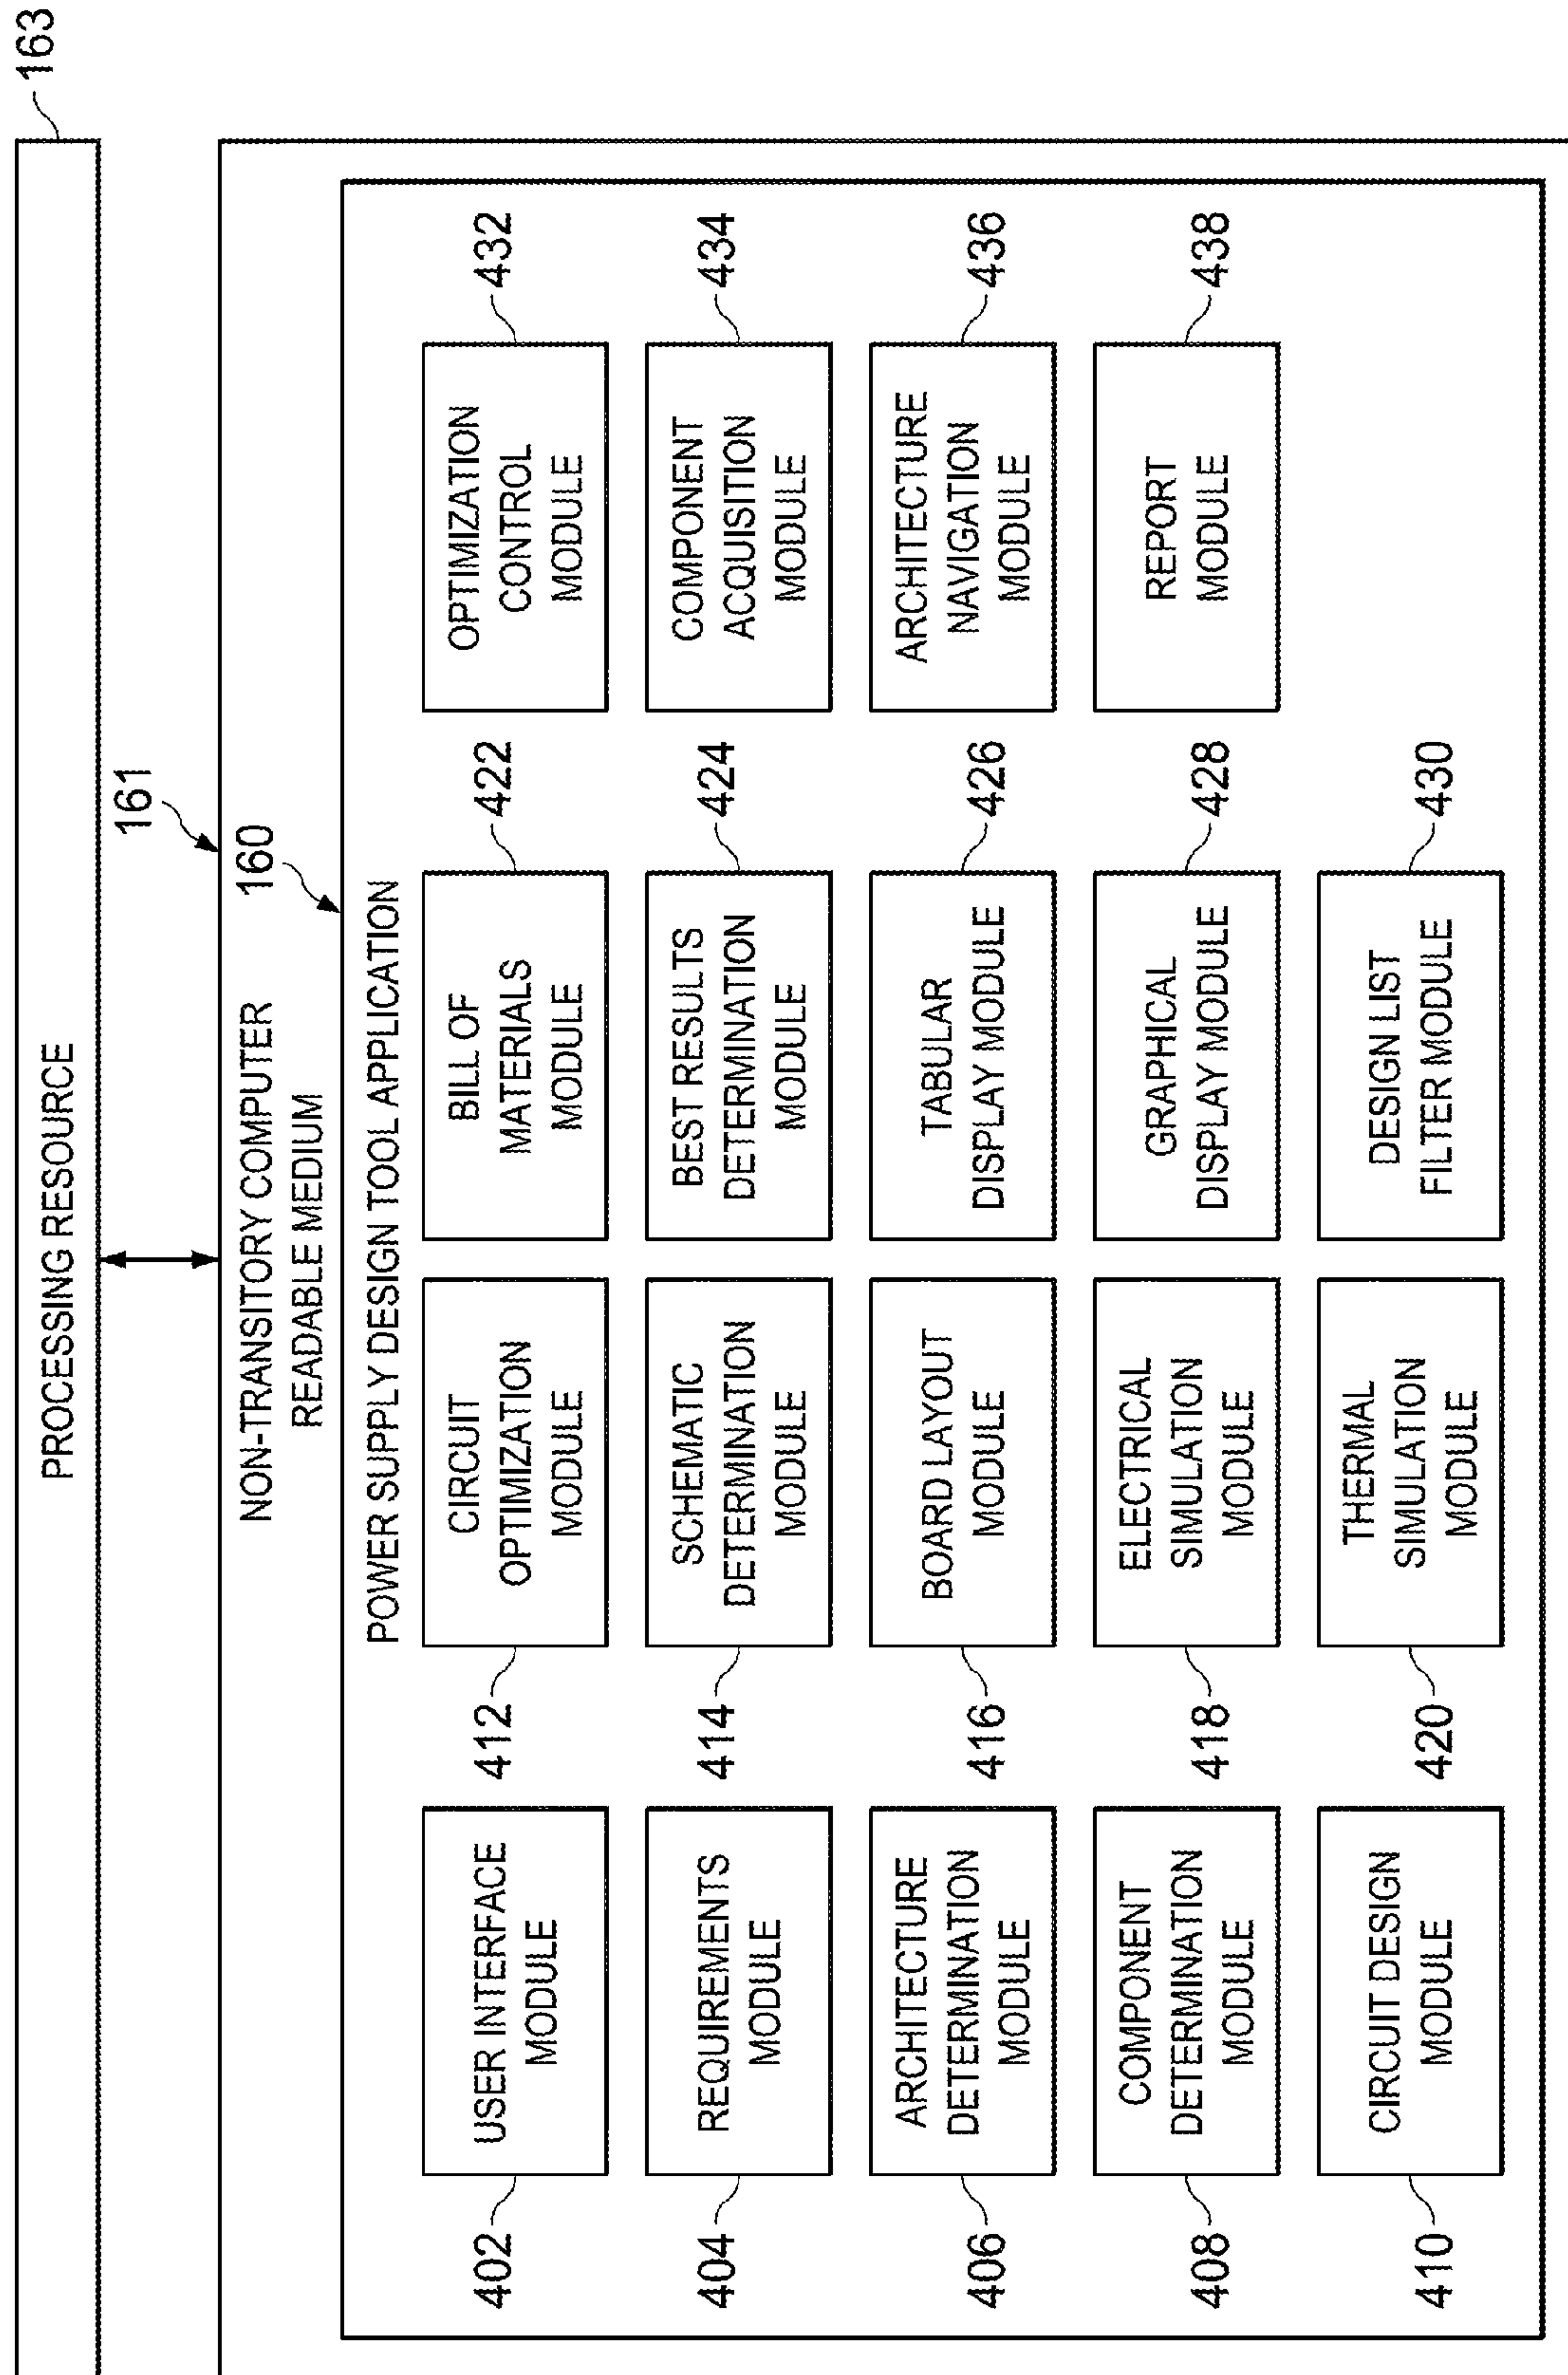 163
PROCESSING RESOURCE
161
NON-TRANSITORY COMPUTER
READABLE MEDIUM
160
POWER SUPPLY DESIGN TOOL APPLICATION
402
USER INTERFACE
MODULE
404
REQUIREMENTS
MODULE
406
ARCHITECTURE
DETERMINATION
MODULE
408
COMPONENT
DETERMINATION
MODULE
410
CIRCUIT DESIGN
MODULE
412
CIRCUIT
OPTIMIZATION
MODULE
414
SCHEMATIC
DETERMINATION
MODULE
416
BOARD LAYOUT
MODULE
418
ELECTRICAL
SIMULATION
MODULE
420
THERMAL
SIMULATION
MODULE
422
BILL OF
MATERIALS
MODULE
424
BEST RESULTS
DETERMINATION
MODULE
426
TABULAR
DISPLAY MODULE
428
GRAPHICAL
DISPLAY MODULE
430
DESIGN LIST
FILTER MODULE
432
OPTIMIZATION
CONTROL
MODULE
434
COMPONENT
ACQUISITION
MODULE
436
ARCHITECTURE
NAVIGATION
MODULE
438
REPORT
MODULE